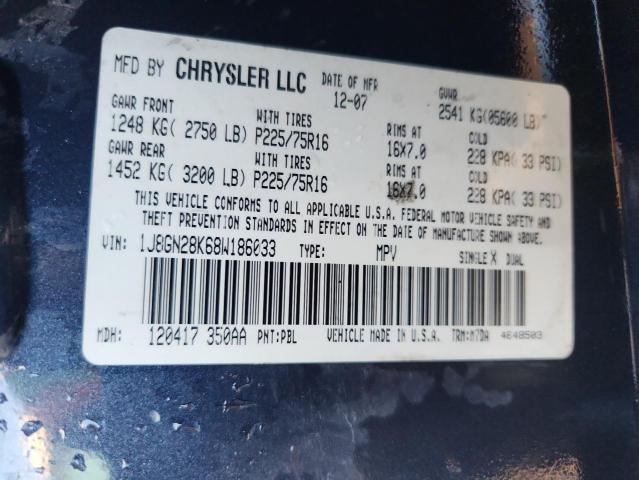 MFD BY CHRYSLER LLC DATE OF MFR GVWR
12-07 2541 KG(05600 LB)
GAWR FRONT WITH TIRES RIMS AT COLD
1248 KG( 2750 LB) P225/75R16 16X7.0 228 KPA( 33 PSI)
GAWR REAR WITH TIRES RIMS AT COLD
1452 KG( 3200 LB) P225/75R16 16X7.0 228 KPA( 33 PSI)
THIS VEHICLE CONFORMS TO ALL APPLICABLE U.S.A. FEDERAL MOTOR VEHICLE SAFETY AND
THEFT PREVENTION STANDARDS IN EFFECT ON THE DATE OF MANUFACTURE SHOWN ABOVE.
VIN: 1J8GN28K68W186033 TYPE: MPV SINGLE X DUAL
MDH: 120417 350AA PNT:PBL VEHICLE MADE IN U.S.A. TRM:M7DA 4648503